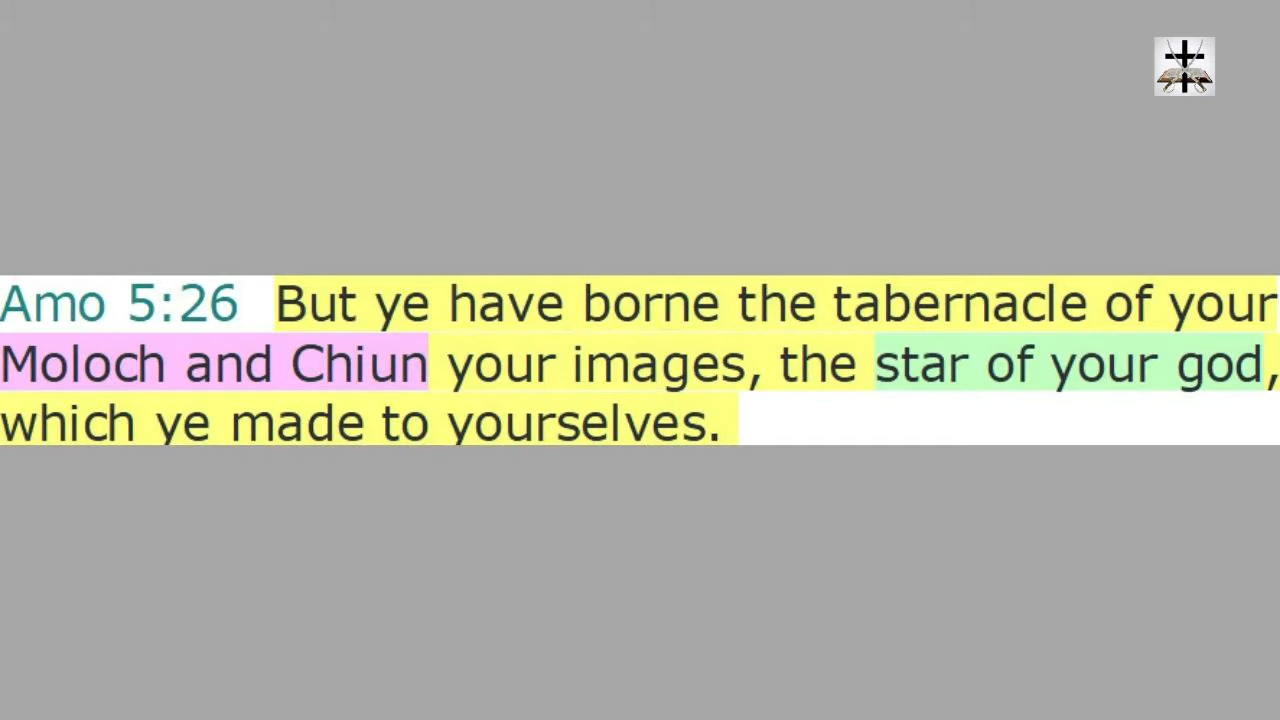 Amo 5:26 But ye have borne the tabernacle of your
Moloch and Chiun your images, the star of your god,
which ye made to yourselves.